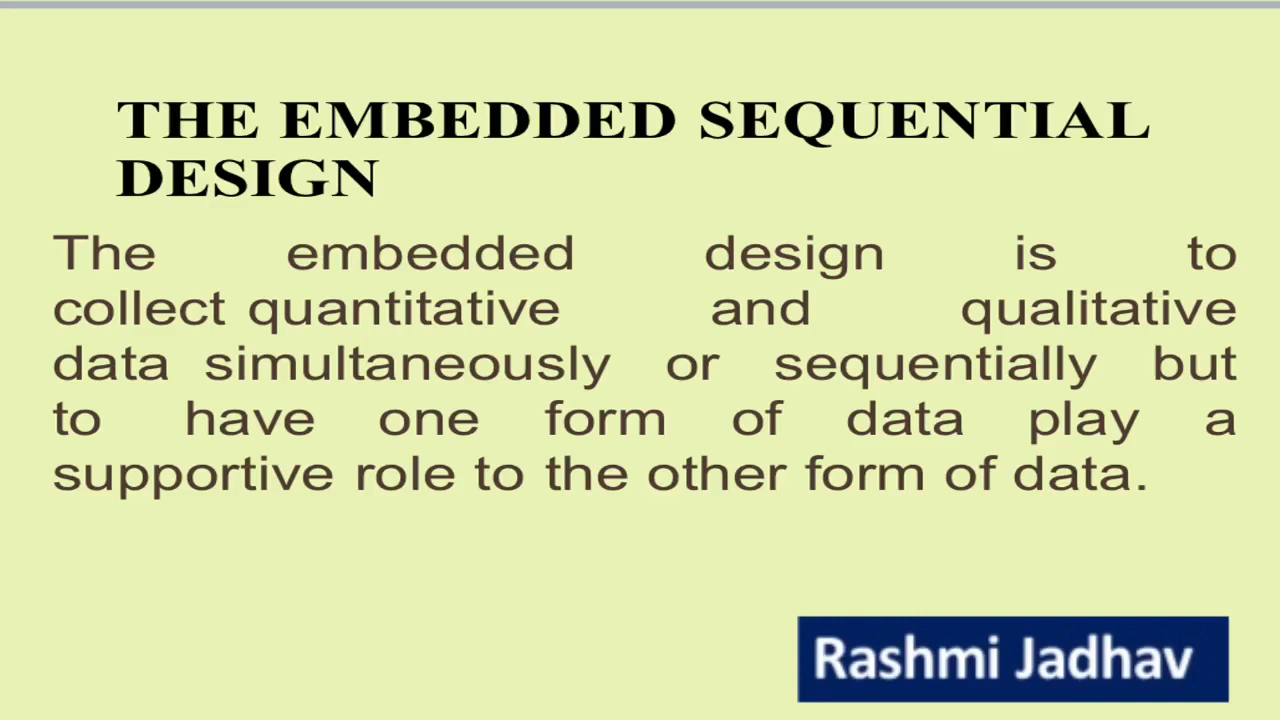 THE EMBEDDED SEQUENTIAL
DESIGN
The embedded design is to
collect quantitative and qualitative
data simultaneously or sequentially but
to have one form of data play a
supportive role to the other form of data.
Rashmi Jadhav